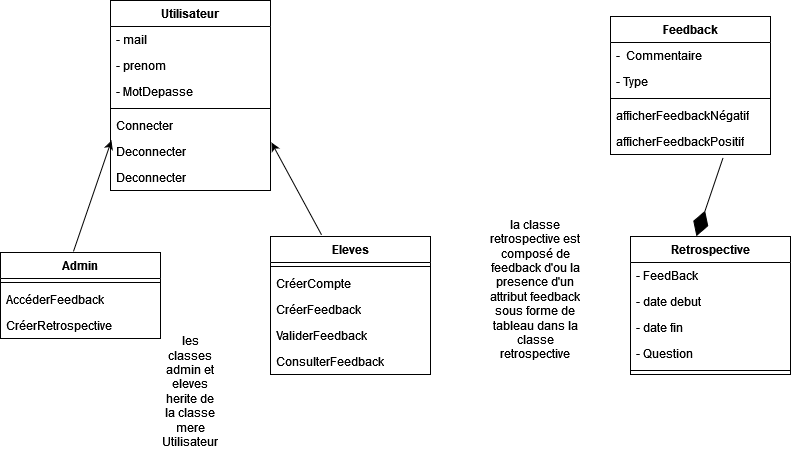 Utilisateur
- mail
- prenom
- MotDepasse
Connecter
Deconnecter
Deconnecter
Admin
AccéderFeedback
CréerRetrospective
Eleves
CréerCompte
CréerFeedback
ValiderFeedback
ConsulterFeedback
les
classes
admin et
eleves
herite de
la classe
mere
Utilisateur
Feedback
- Commentaire
- Type
afficherFeedbackNégatif
afficherFeedbackPositif
la classe
retrospective est
composé de
feedback d'ou la
presence d'un
attribut feedback
sous forme de
tableau dans la
classe
retrospective
Retrospective
- FeedBack
- date debut
- date fin
- Question